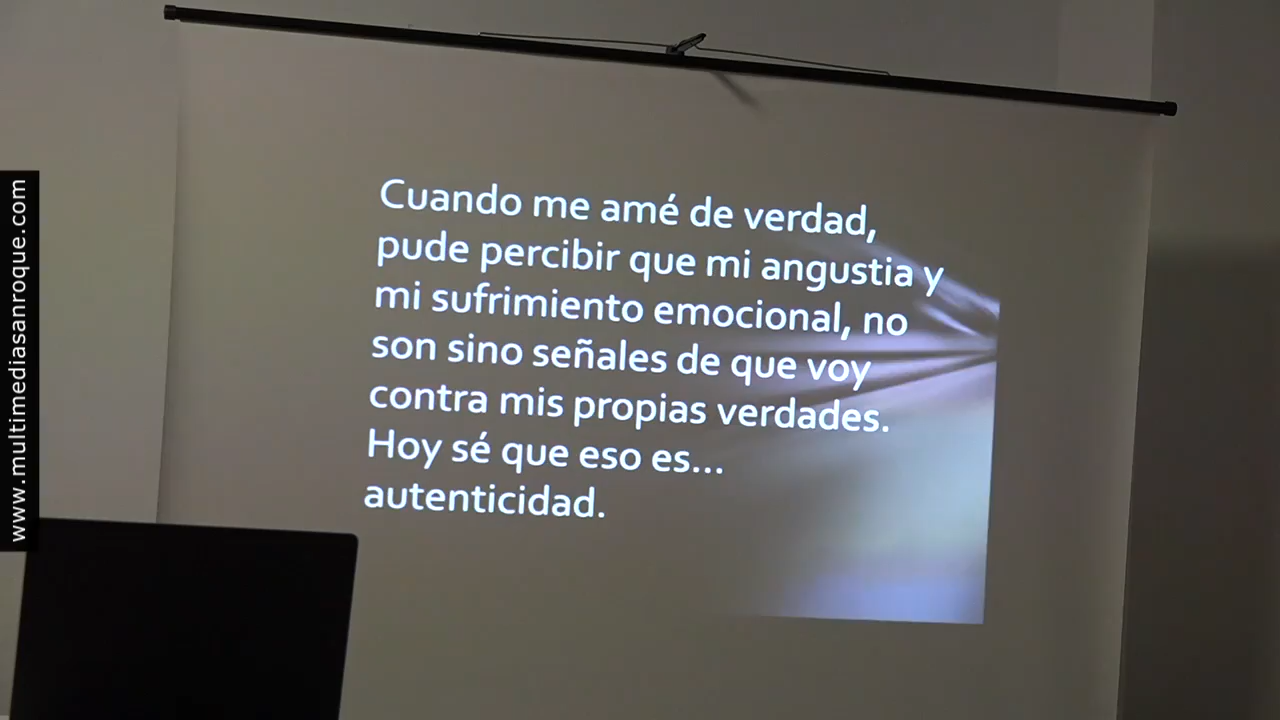 Cuando me amé de verdad,
pude percibir que mi angustia y
mi sufrimiento emocional, no
son sino señales de que voy
contra mis propias verdades.
Hoy sé que eso es...
autenticidad.
www.multimediasanroque.com